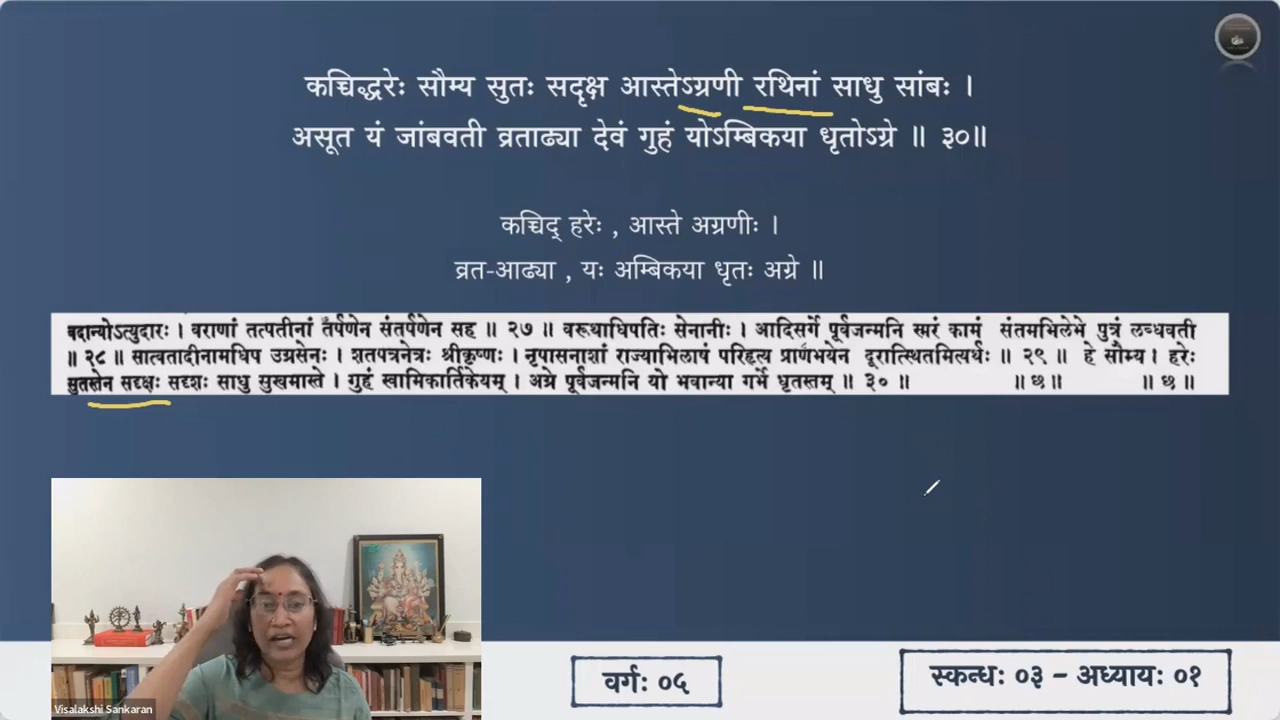 कच्चिद्धरेः सौम्य सुतः सदृक्ष आस्तेऽग्रणी रथिनां साधु सांबः ।
असूत यं जांबवती व्रताढ्या देवं गुहं योऽम्बिकया धृतोऽग्रे ॥ ३०॥
कच्चिद् हरेः , आस्ते अग्रणीः ।
व्रत-आढ्या , यः अम्बिकया धृतः अग्रे ॥
वदान्योऽत्युदारः । वराणां तत्पतीनां तर्पणेन संतर्पणेन सह ॥ २७ ॥ वरूथाधिपतिः सेनानीः । आदिसर्गे पूर्वजन्मनि स्मरं कामं संतमभिलेभे पुत्रं लब्धवती
॥ २८ ॥ सात्वतादीनामधिप उग्रसेनः । शतपत्रनेत्रः श्रीकृष्णः । नृपासनाशां राज्याभिलाषं परिहृत्य प्राणभयेन दूरात्स्थितमित्यर्थः ॥ २९ ॥ हे सौम्य । हरेः
सुतस्तेन सदृक्षः सदृशः साधु सुखमास्ते । गुहं स्वामिकार्तिकेयम् । अग्रे पूर्वजन्मनि यो भवान्या गर्भे धृतस्तम् ॥ ३० ॥ ॥ छ ॥ ॥ छ ॥
Visalakshi Sankaran
वर्गः ०५
स्कन्धः ०३ - अध्यायः ०१